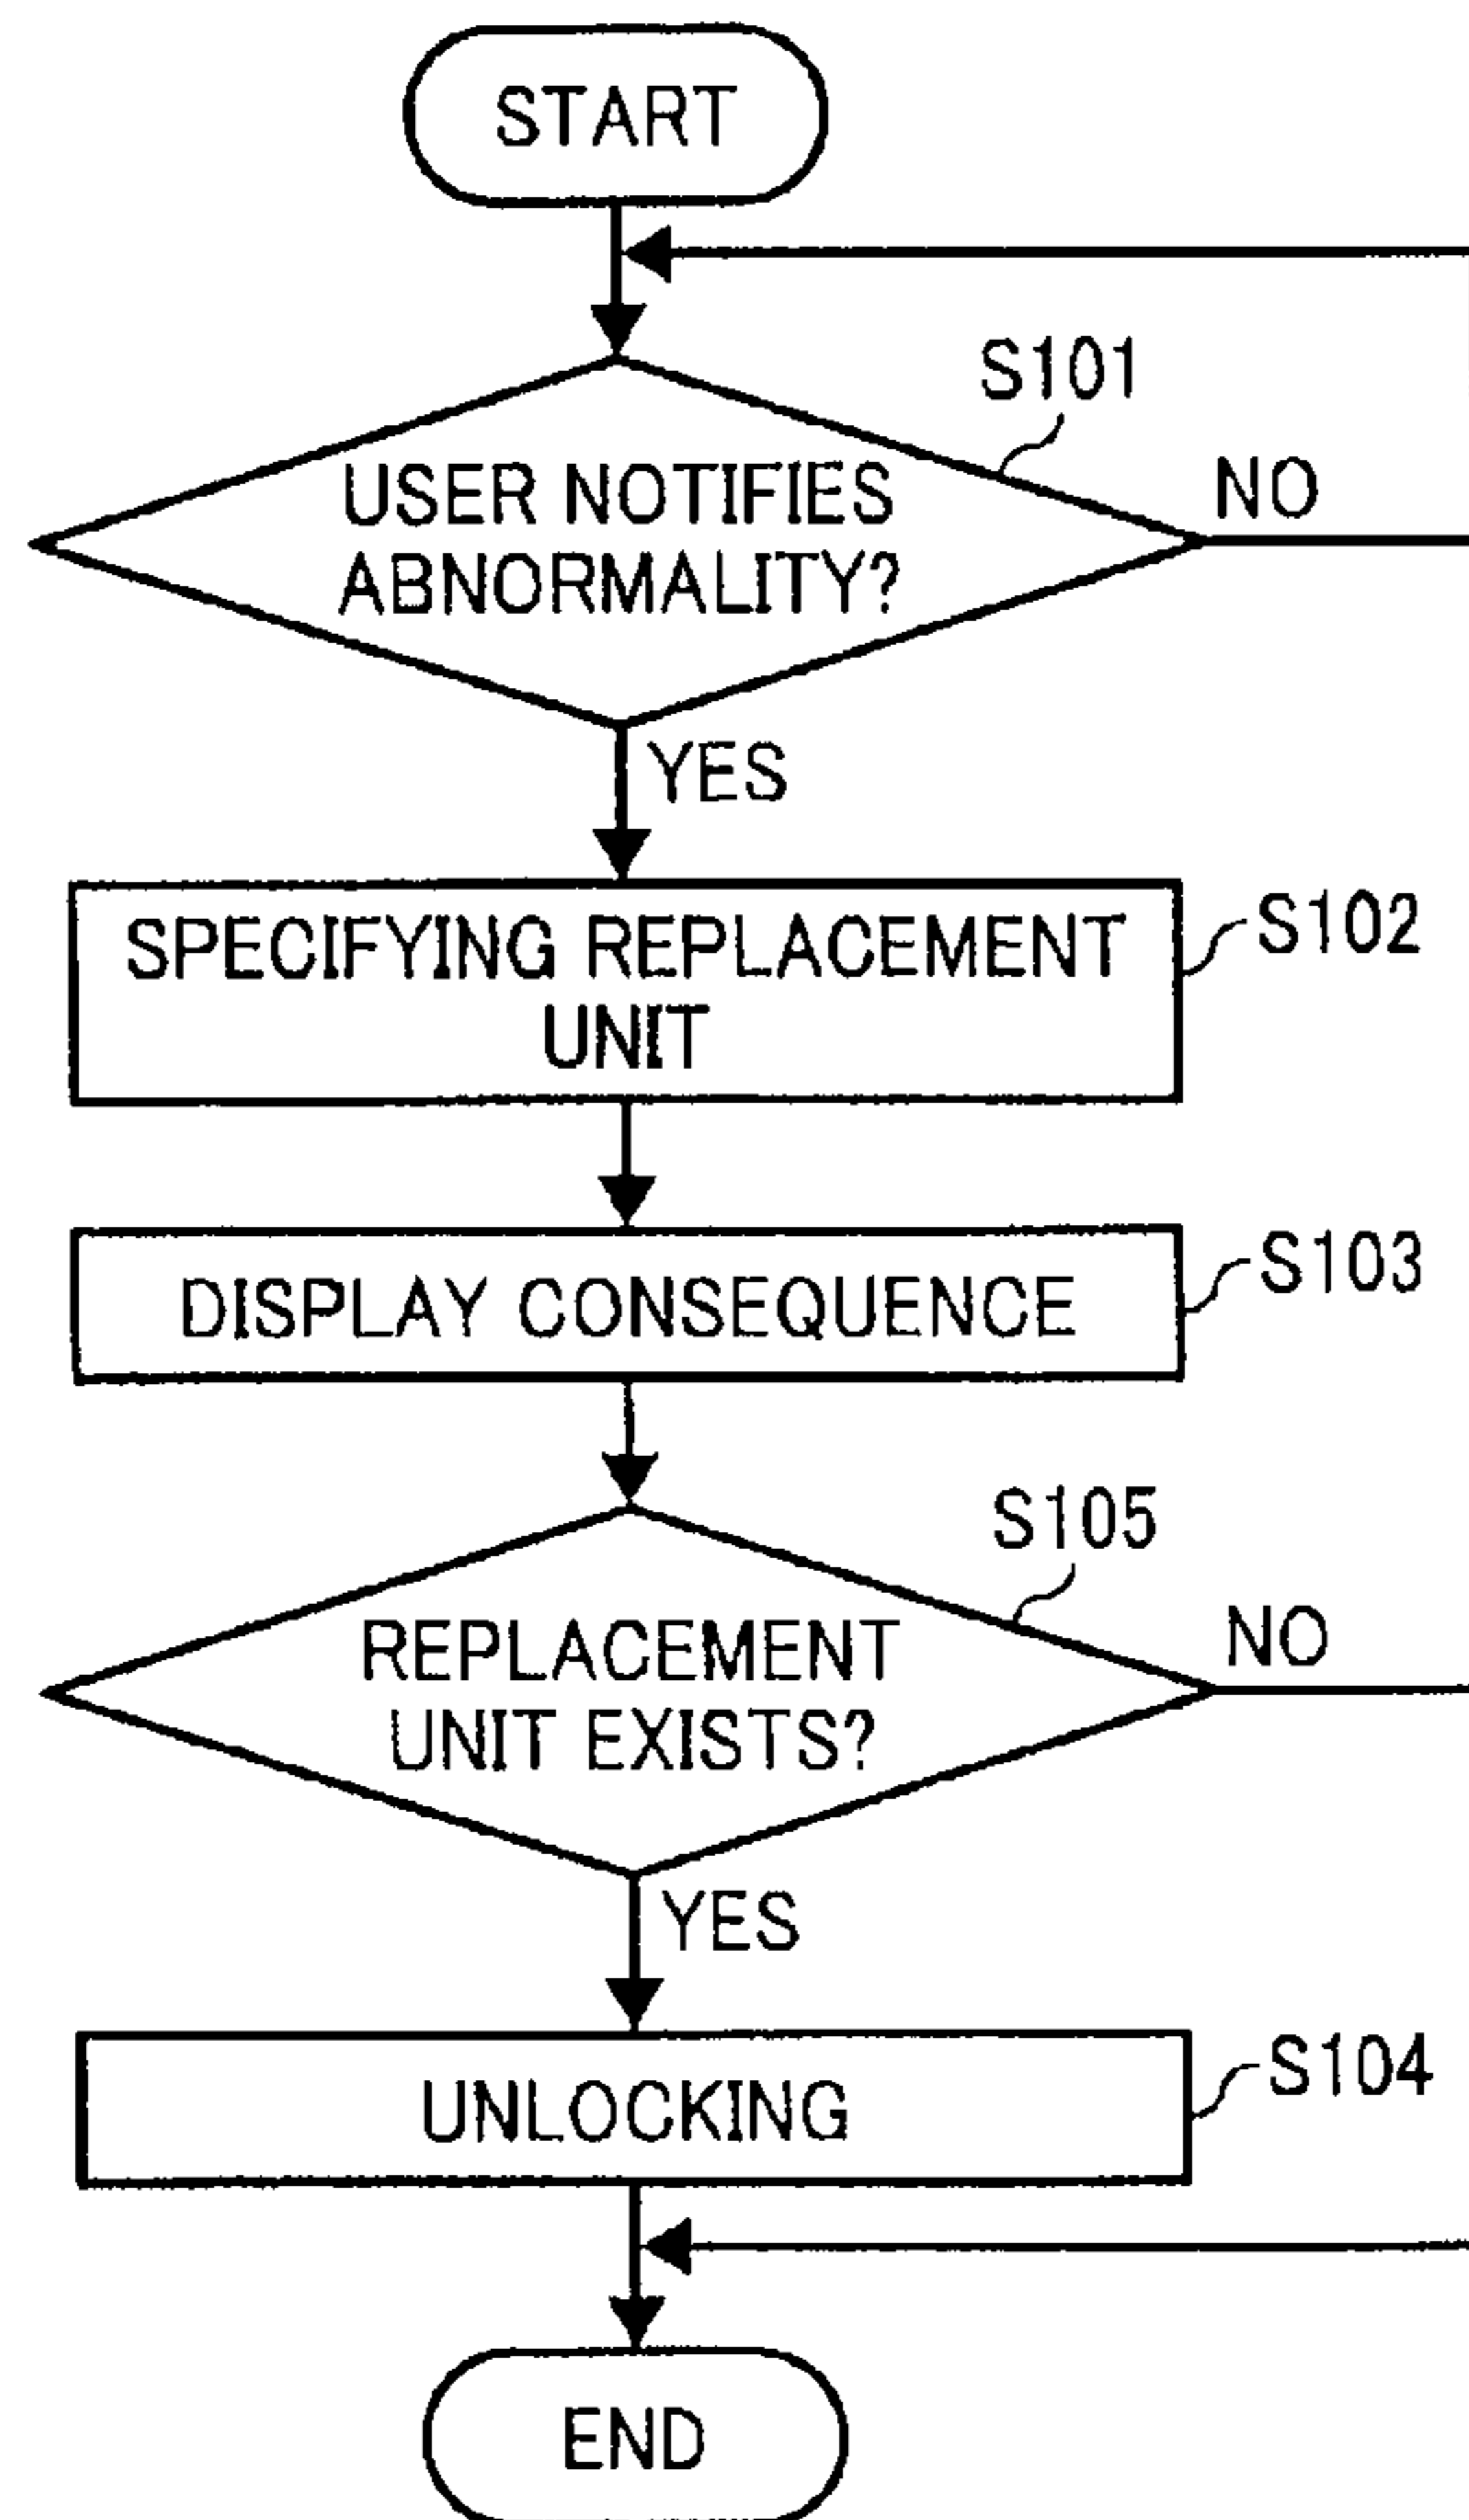 START
S101
USER NOTIFIES
ABNORMALITY?
NO
YES
SPECIFYING REPLACEMENT
UNIT
S102
DISPLAY CONSEQUENCE
S103
S105
REPLACEMENT
UNIT EXISTS?
NO
YES
UNLOCKING
S104
END